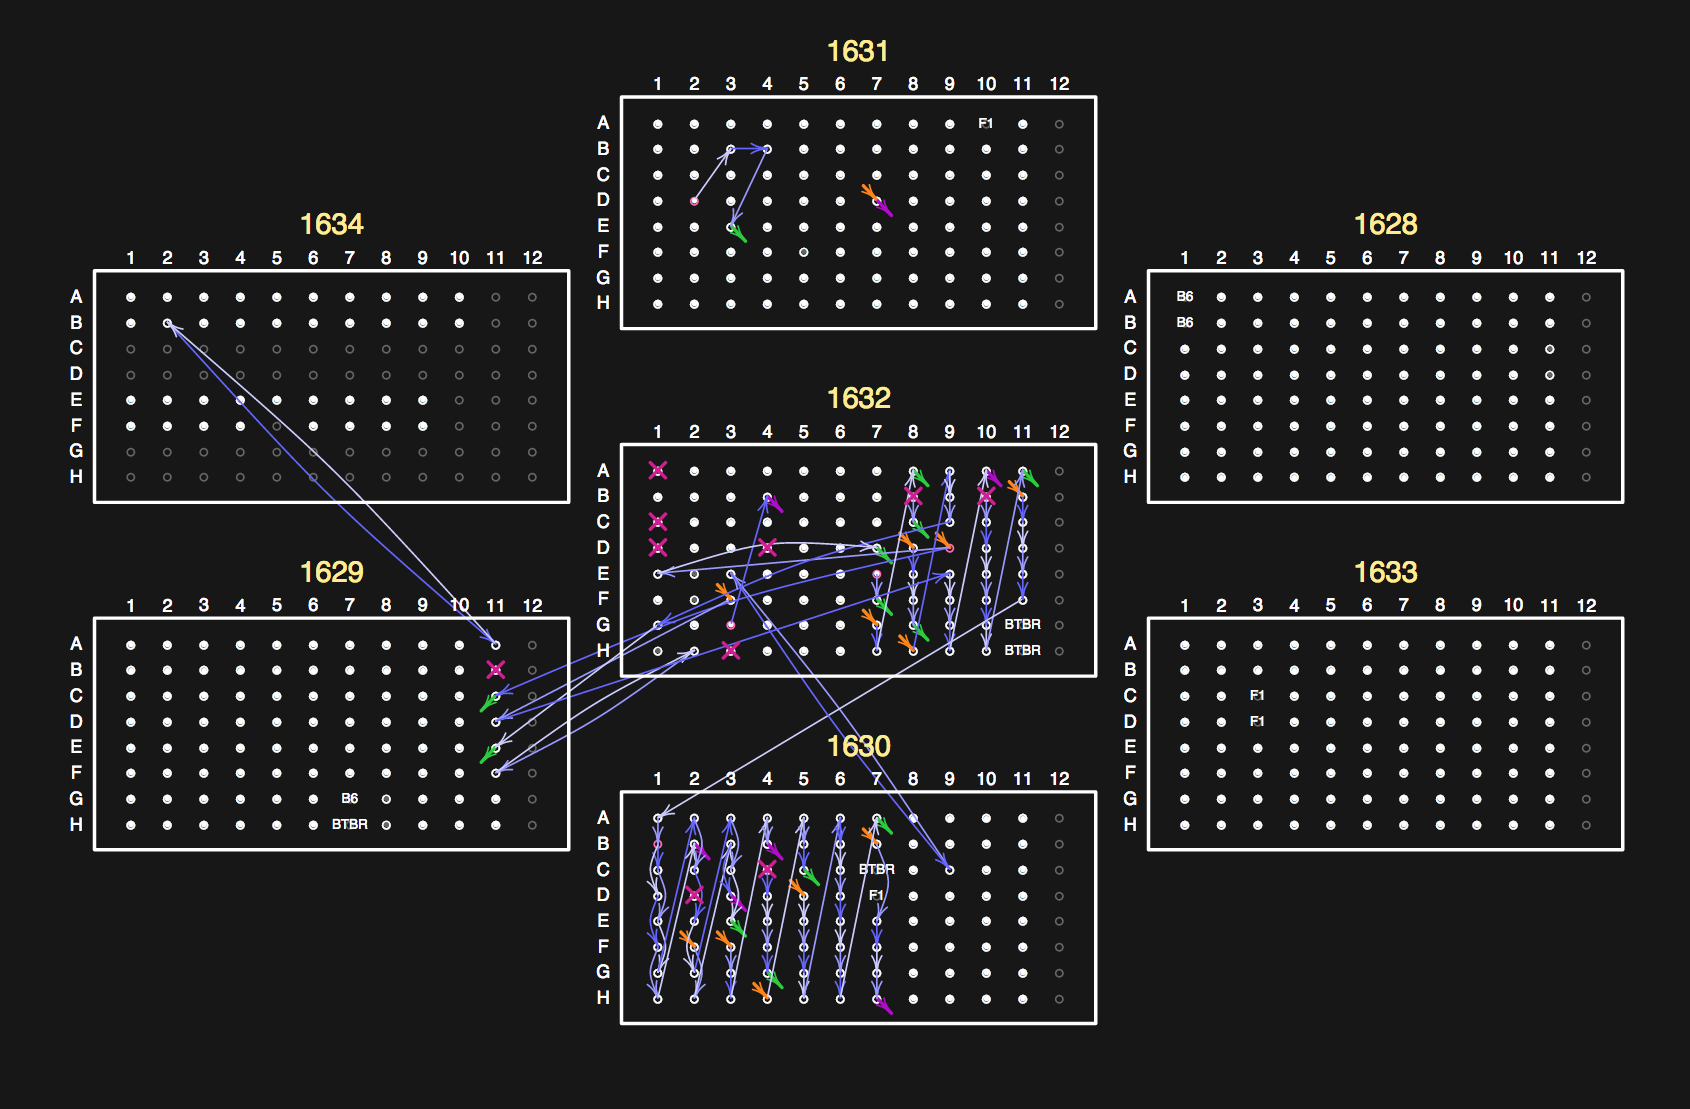 1631
1 2 3 4 5 6 7 8 9 10 11 12
A F1
B
C
D
E
F
G
H
1634
1 2 3 4 5 6 7 8 9 10 11 12
A
B
C
D
E
F
G
H
1628
1 2 3 4 5 6 7 8 9 10 11 12
A B6
B B6
C
D
E
F
G
H
1632
1 2 3 4 5 6 7 8 9 10 11 12
A
B
C
D
E
F
G BTBR
H BTBR
1629
1 2 3 4 5 6 7 8 9 10 11 12
A
B
C
D
E
F
G B6
H BTBR
1633
1 2 3 4 5 6 7 8 9 10 11 12
A
B
C F1
D F1
E
F
G
H
1630
1 2 3 4 5 6 7 8 9 10 11 12
A
B
C BTBR
D F1
E
F
G
H